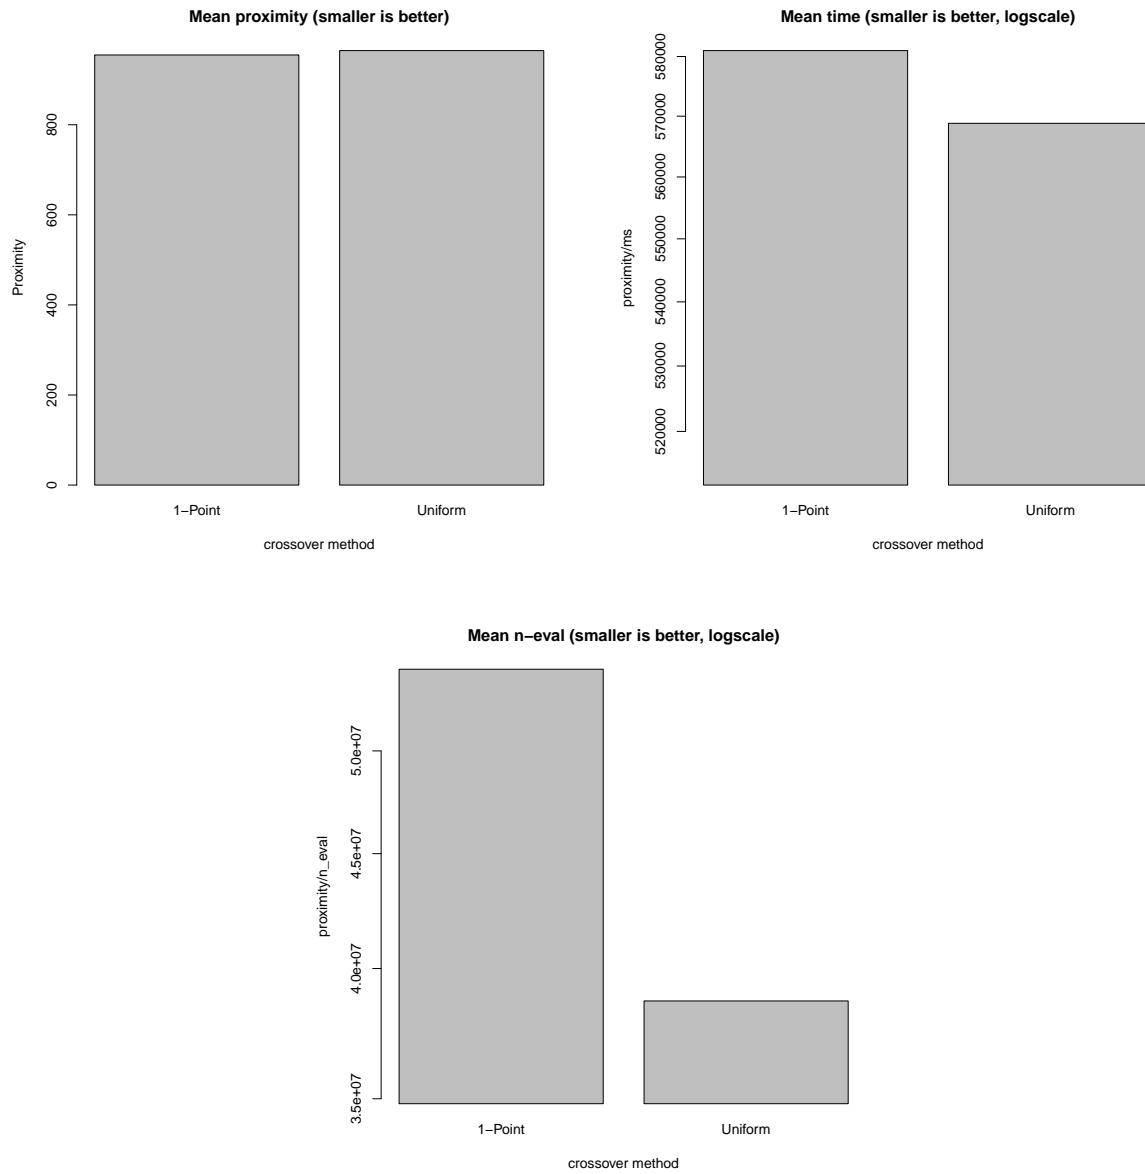 Mean proximity (smaller is better)
Proximity
800
600
400
200
0
1−Point
Uniform
crossover method
Mean time (smaller is better, logscale)
proximity/ms
580000
570000
560000
550000
540000
530000
520000
1−Point
Uniform
crossover method
Mean n−eval (smaller is better, logscale)
proximity/n_eval
5.0e+07
4.5e+07
4.0e+07
3.5e+07
1−Point
Uniform
crossover method